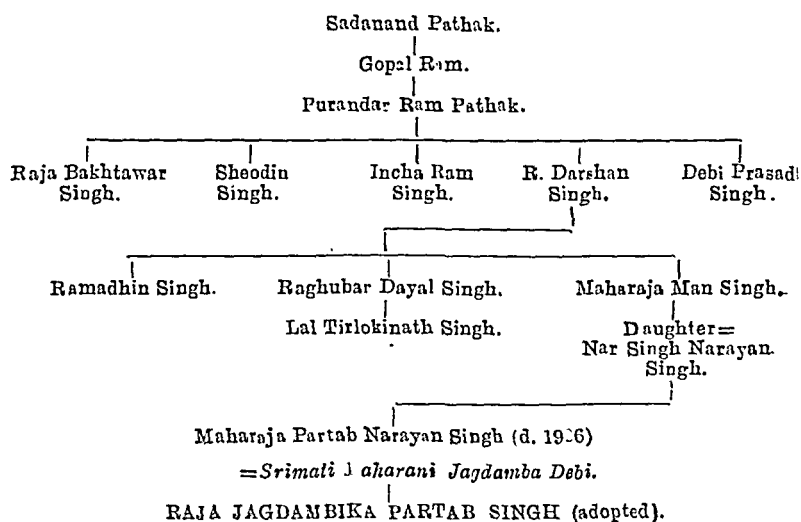 Sadanand Pathak.
Gopal Ram.
Purandar Ram Pathak.
Raja Bakhtawar Singh.
Sheodin Singh.
Incha Ram Singh.
R. Darshan Singh.
Debi Prasad Singh.
Ramadhin Singh.
Raghubar Dayal Singh.
Maharaja Man Singh.
Lal Tirlokinath Singh.
Daughter=
Nar Singh Narayan
Singh.
Maharaja Partab Narayan Singh (d. 1906)
=Srimati Maharani Jagdamba Debi.
RAJA JAGDAMBIKA PARTAB SINGH (adopted).